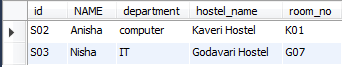 id NAME department hostel_name room_no
S02 Anisha computer Kaveri Hostel K01
S03 Nisha IT Godavari Hostel G07